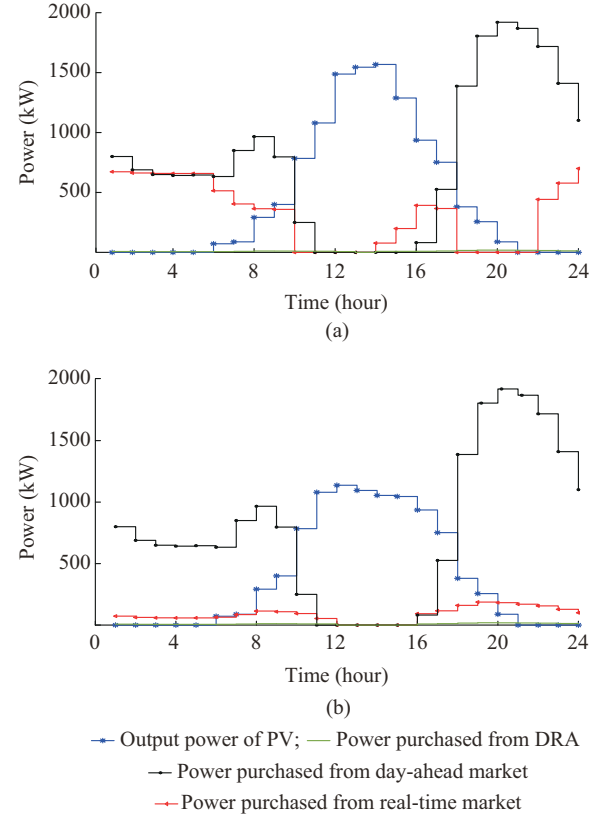 2000
1500
1000
500
Power (kW)
0 4 8 12 16 20 24
Time (hour)
(a)
2000
1500
1000
500
Power (kW)
0 4 8 12 16 20 24
Time (hour)
(b)
Output power of PV; Power purchased from DRA
Power purchased from day-ahead market
Power purchased from real-time market